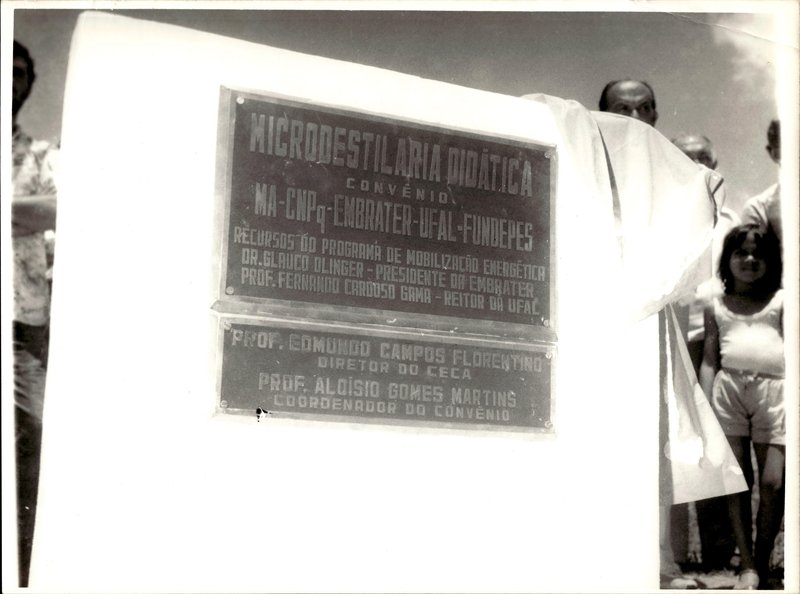 MICRODESTILARIA DIDÁTICA
CONVÊNIO
MA-CNPq-EMBRATER-UFAL-FUNDEPES
RECURSOS DO PROGRAMA DE MOBILIZAÇÃO ENERGÉTICA
DR. GLAUCO OLINGER - PRESIDENTE DA EMBRATER
PROF. FERNANDO CARDOSO GAMA - REITOR DA UFAL
PROF. EDMUNDO CAMPOS FLORENTINO
DIRETOR DO CECA
PROF. ALOÍSIO GOMES MARTINS
COORDENADOR DO CONVÊNIO